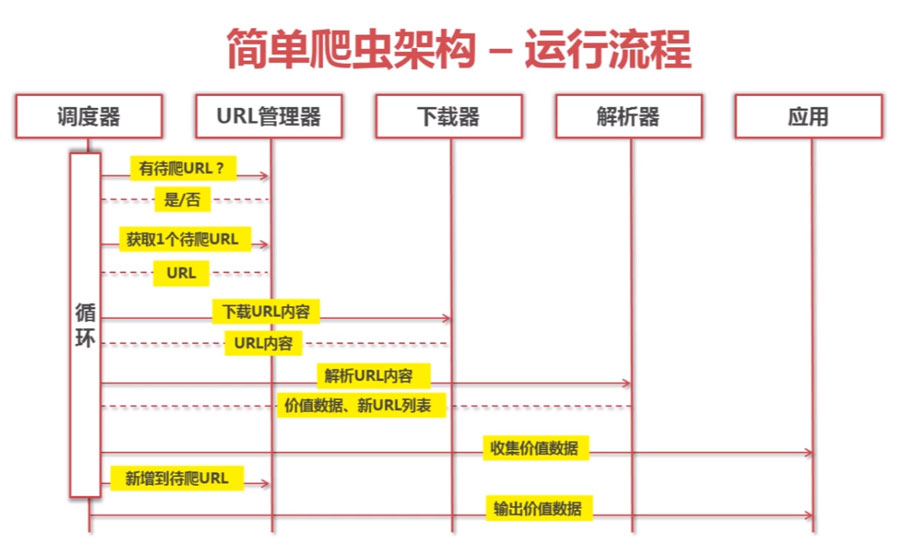 简单爬虫架构 – 运行流程
调度器
URL管理器
下载器
解析器
应用
有待爬URL？
是/否
获取1个待爬URL
URL
循环
下载URL内容
URL内容
解析URL内容
价值数据、新URL列表
收集价值数据
新增到待爬URL
输出价值数据